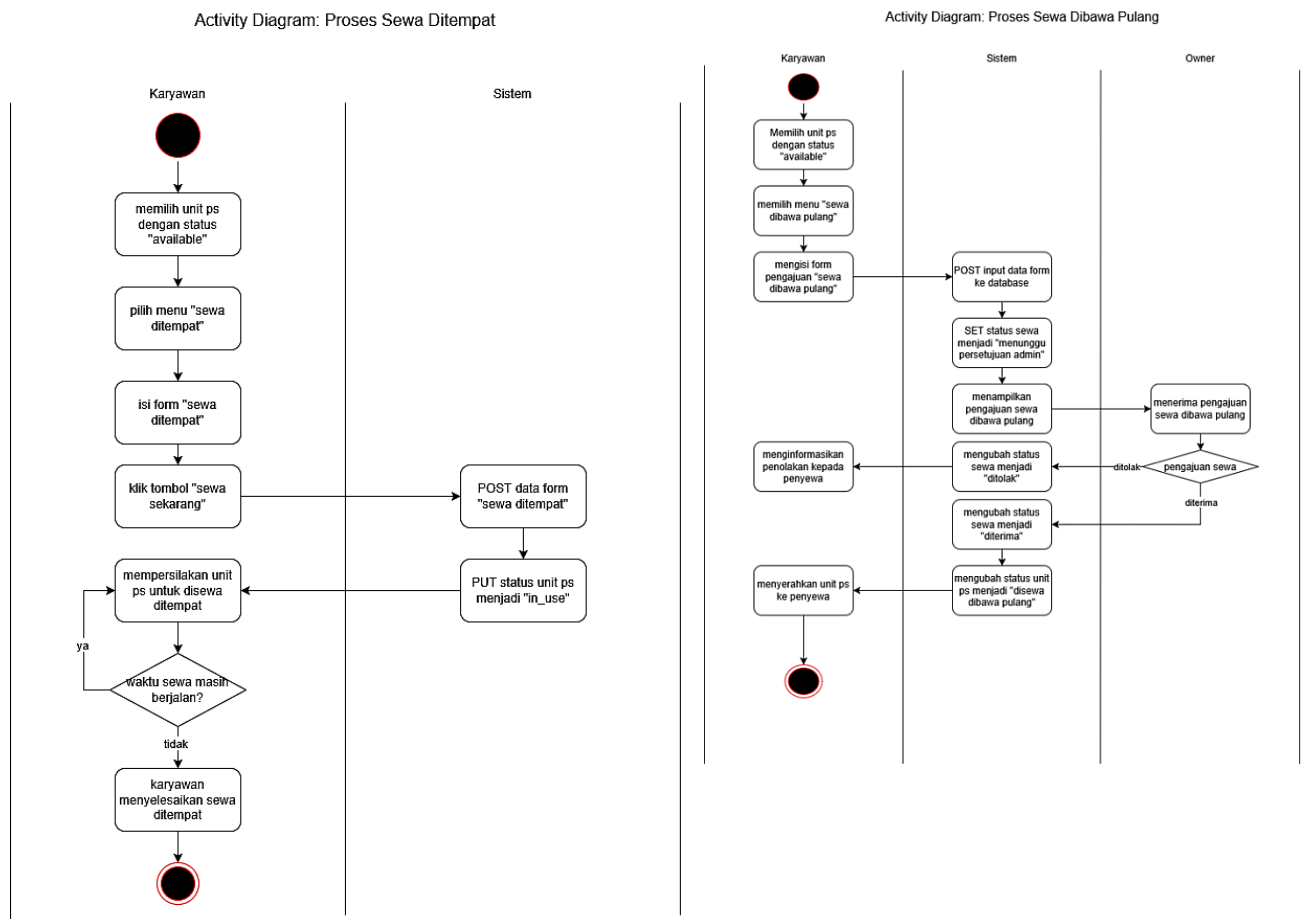 Activity Diagram: Proses Sewa Ditempat
Karyawan
Sistem
memilih unit ps
dengan status
"available"
pilih menu "sewa
ditempat"
isi form "sewa
ditempat"
klik tombol "sewa
sekarang"
POST data form
"sewa ditempat"
PUT status unit ps
menjadi "in_use"
mempersilakan unit
ps untuk disewa
ditempat
ya
waktu sewa masih
berjalan?
tidak
karyawan
menyelesaikan sewa
ditempat
Activity Diagram: Proses Sewa Dibawa Pulang
Karyawan
Sistem
Owner
Memilih unit ps
dengan status
"available"
memilih menu "sewa
dibawa pulang"
mengisi form
pengajuan "sewa
dibawa pulang"
POST input data form
ke database
SET status sewa
menjadi "menunggu
persetujuan admin"
menampilkan
pengajuan sewa
dibawa pulang
menerima pengajuan
sewa dibawa pulang
pengajuan sewa
ditolak
mengubah status
sewa menjadi
"ditolak"
menginformasikan
penolakan kepada
penyewa
diterima
mengubah status
sewa menjadi
"diterima"
mengubah status unit
ps menjadi "disewa
dibawa pulang"
menyerahkan unit ps
ke penyewa